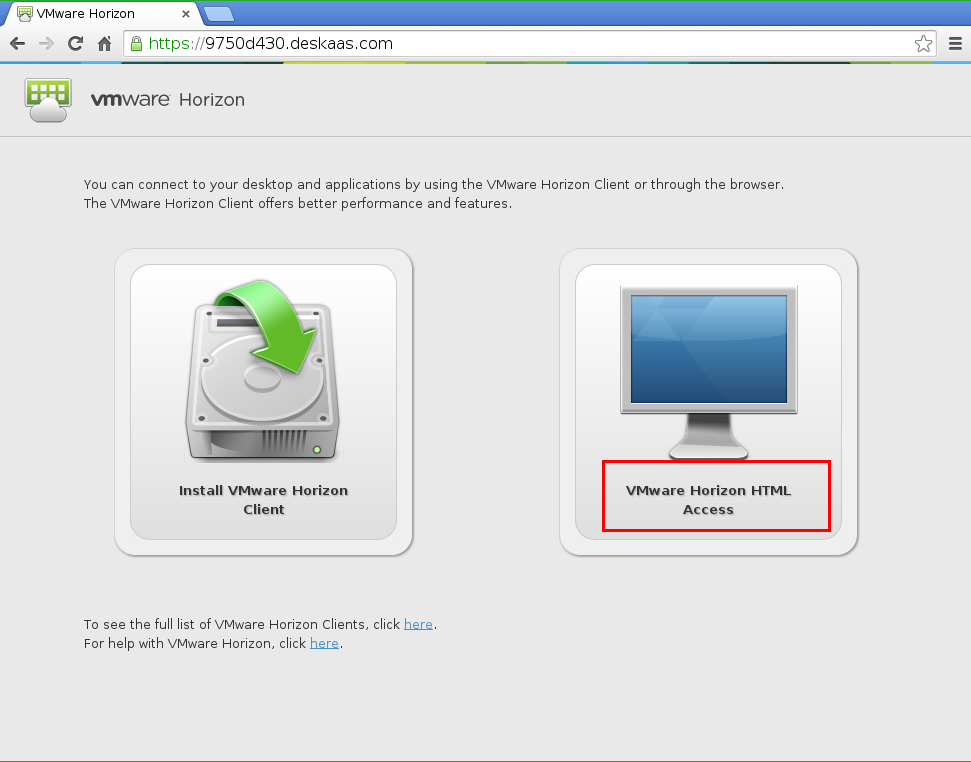 VMware Horizon
https://9750d430.deskaas.com
vmware Horizon
You can connect to your desktop and applications by using the VMware Horizon Client or through the browser.
The VMware Horizon Client offers better performance and features.
Install VMware Horizon
Client
VMware Horizon HTML
Access
To see the full list of VMware Horizon Clients, click here.
For help with VMware Horizon, click here.